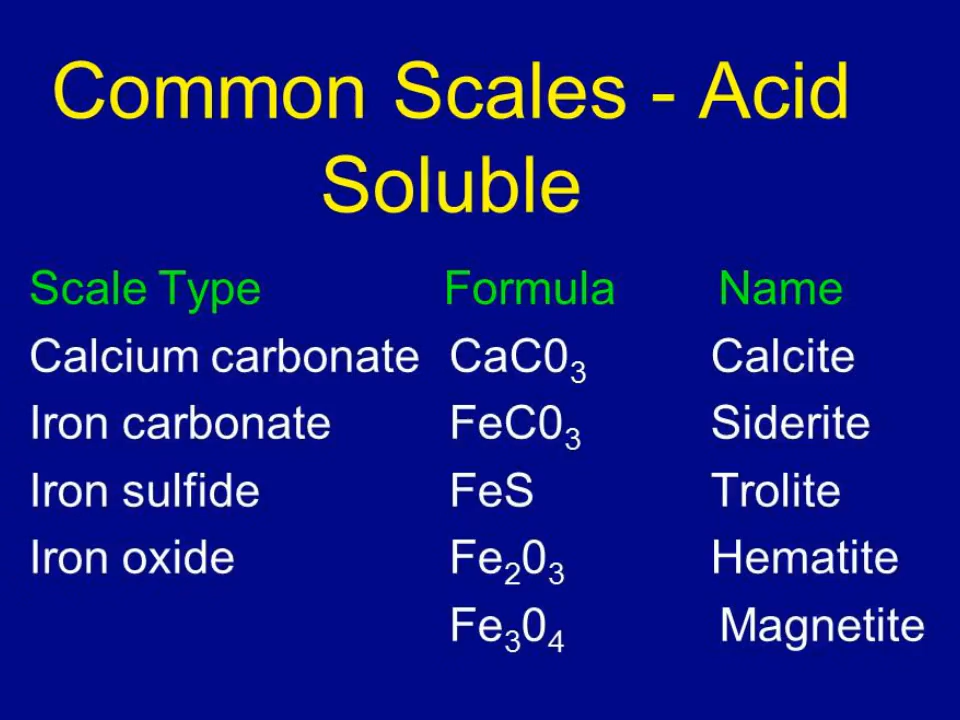 Common Scales - Acid
Soluble
Scale Type Formula Name
Calcium carbonate CaC0₃ Calcite
Iron carbonate FeC0₃ Siderite
Iron sulfide FeS Trolite
Iron oxide Fe₂0₃ Hematite
Fe₃0₄ Magnetite